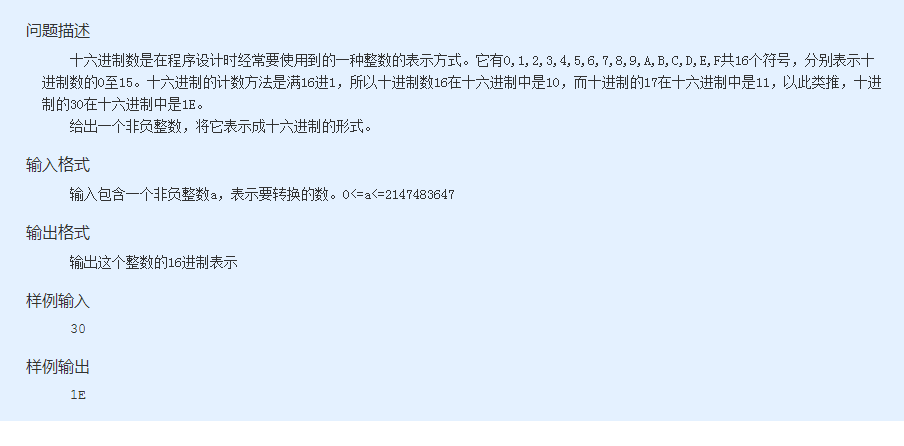 问题描述
十六进制数是在程序设计时经常要使用到的一种整数的表示方式。它有0,1,2,3,4,5,6,7,8,9,A,B,C,D,E,F共16个符号，分别表示十
进制数的0至15。十六进制的计数方法是满16进1，所以十进制数16在十六进制中是10，而十进制的17在十六进制中是11，以此类推，十进
制的30在十六进制中是1E。
给出一个非负整数，将它表示成十六进制的形式。
输入格式
输入包含一个非负整数a，表示要转换的数。0<=a<=2147483647
输出格式
输出这个整数的16进制表示
样例输入
30
样例输出
1E